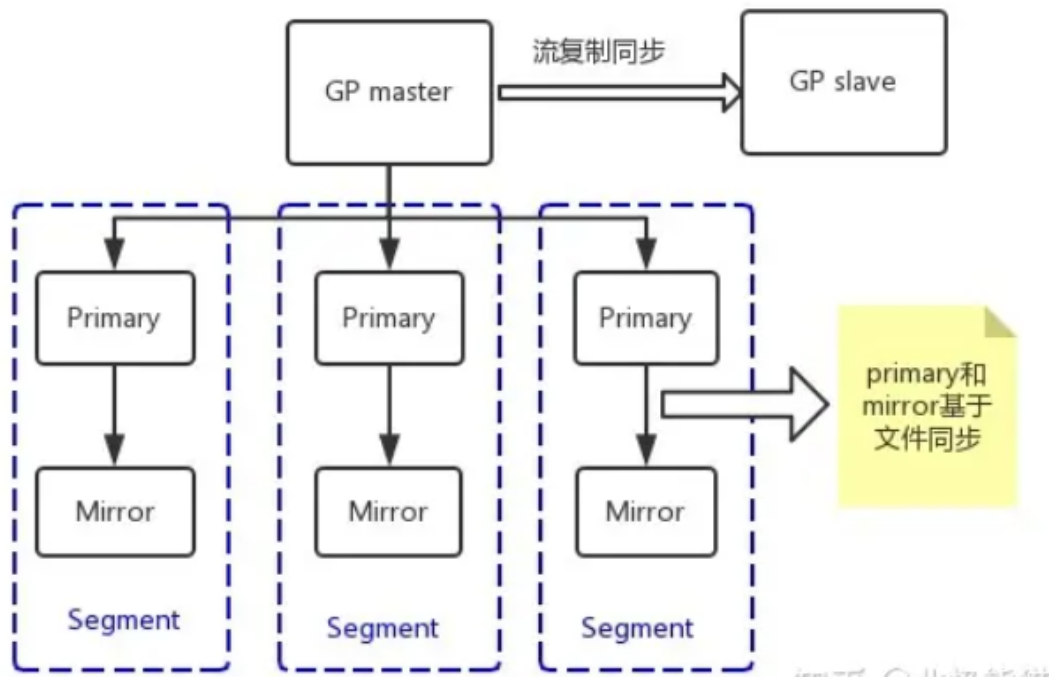 流复制同步
GP master
GP slave
Primary
Primary
Primary
primary和
mirror基于
文件同步
Mirror
Mirror
Mirror
Segment
Segment
Segment